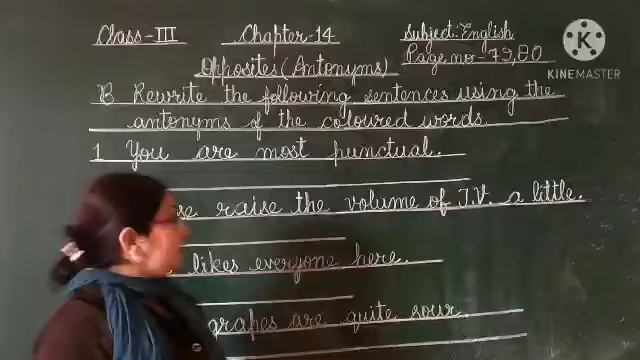 Class-III Chapter-14 Subject:-English
Page no-79,80
Opposites (Antonyms)
B Rewrite the following sentences using the
antonyms of the coloured words.
1 You are most punctual.
se raise the volume of T.V. a little.
likes everyone here.
grapes are quite sour.
K
KINEMASTER